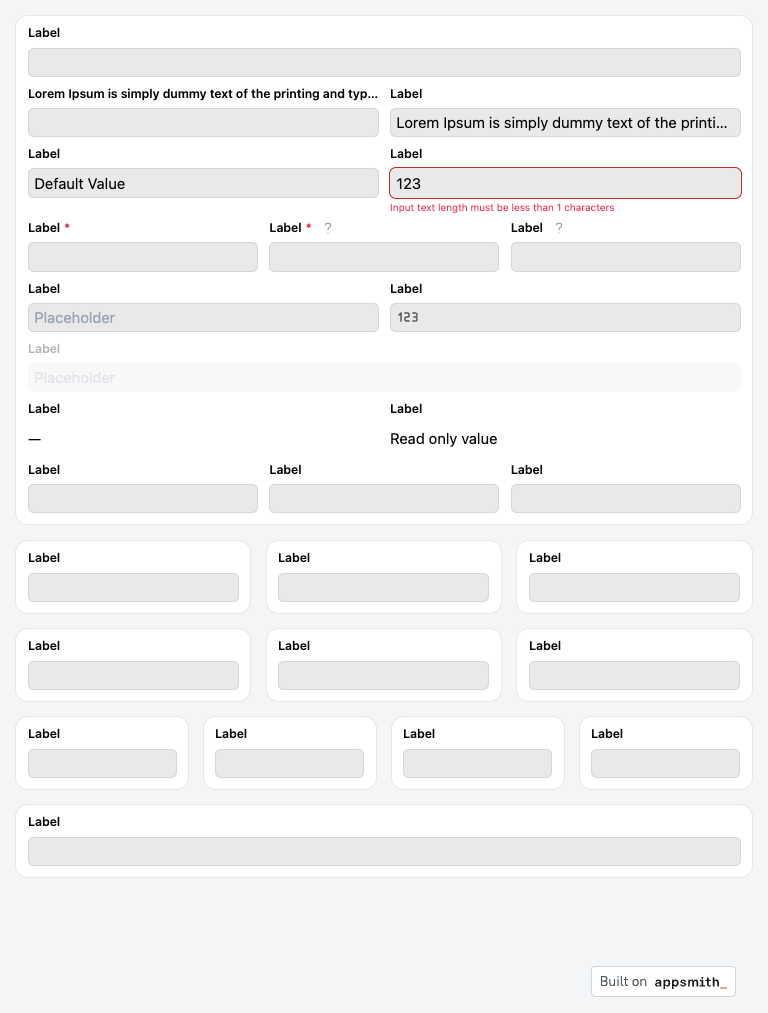 Label
Lorem Ipsum is simply dummy text of the printing and typ... Label
Lorem Ipsum is simply dummy text of the printi...
Label Label
Default Value 123
Input text length must be less than 1 characters
Label * Label * ? Label ?
Label Label
Placeholder 123
Label
Placeholder
Label Label
— Read only value
Label Label Label
Label Label Label
Label Label Label
Label Label Label Label
Label
Built on appsmith_